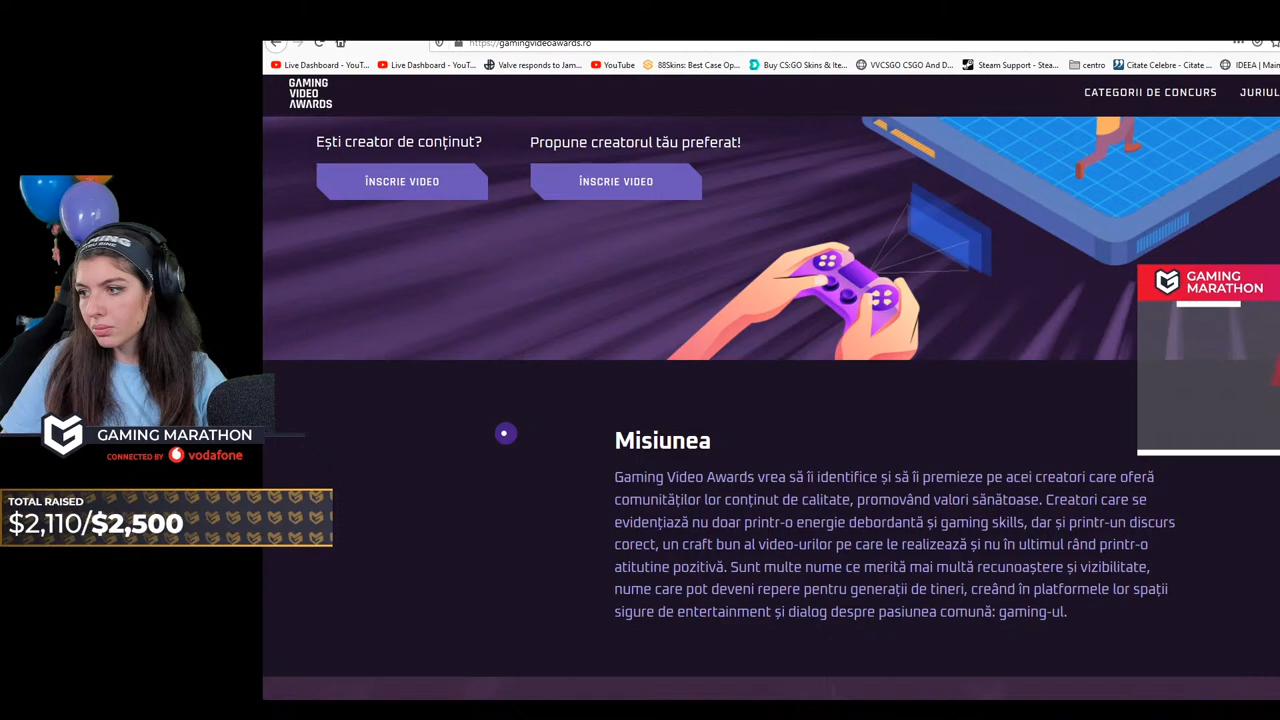 https://gamingvideoawards.ro
Live Dashboard - YouT...
Live Dashboard - YouT...
Valve responds to Jam...
YouTube
88Skins: Best Case Op...
Buy CS:GO Skins & Ite...
VVCSGO CSGO And D...
Steam Support - Stea...
centro
Citate Celebre - Citate ...
IDEEA | Main
GAMING
VIDEO
AWARDS
CATEGORII DE CONCURS
JURIUL
Ești creator de conținut?
Propune creatorul tău preferat!
ÎNSCRIE VIDEO
ÎNSCRIE VIDEO
GAMING
MARATHON
Misiunea
Gaming Video Awards vrea să îi identifice și să îi premieze pe acei creatori care oferă
comunităților lor conținut de calitate, promovând valori sănătoase. Creatori care se
evidențiază nu doar printr-o energie debordantă și gaming skills, dar și printr-un discurs
corect, un craft bun al video-urilor pe care le realizează și nu în ultimul rând printr-o
atitutine pozitivă. Sunt multe nume ce merită mai multă recunoaștere și vizibilitate,
nume care pot deveni repere pentru generații de tineri, creând în platformele lor spații
sigure de entertainment și dialog despre pasiunea comună: gaming-ul.
GAMING MARATHON
CONNECTED BY vodafone
TOTAL RAISED
$2,110/$2,500